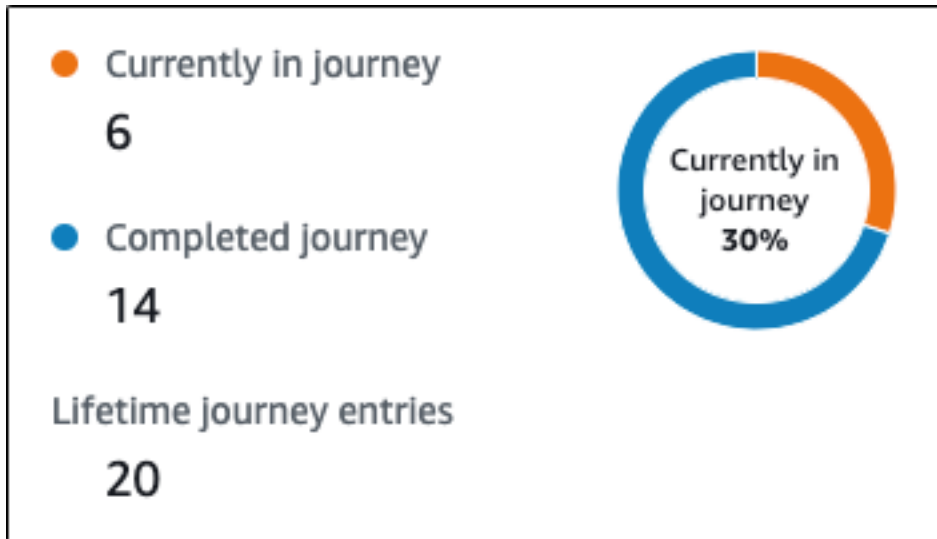 Currently in journey
6
Completed journey
14
Lifetime journey entries
20
Currently in
journey
30%